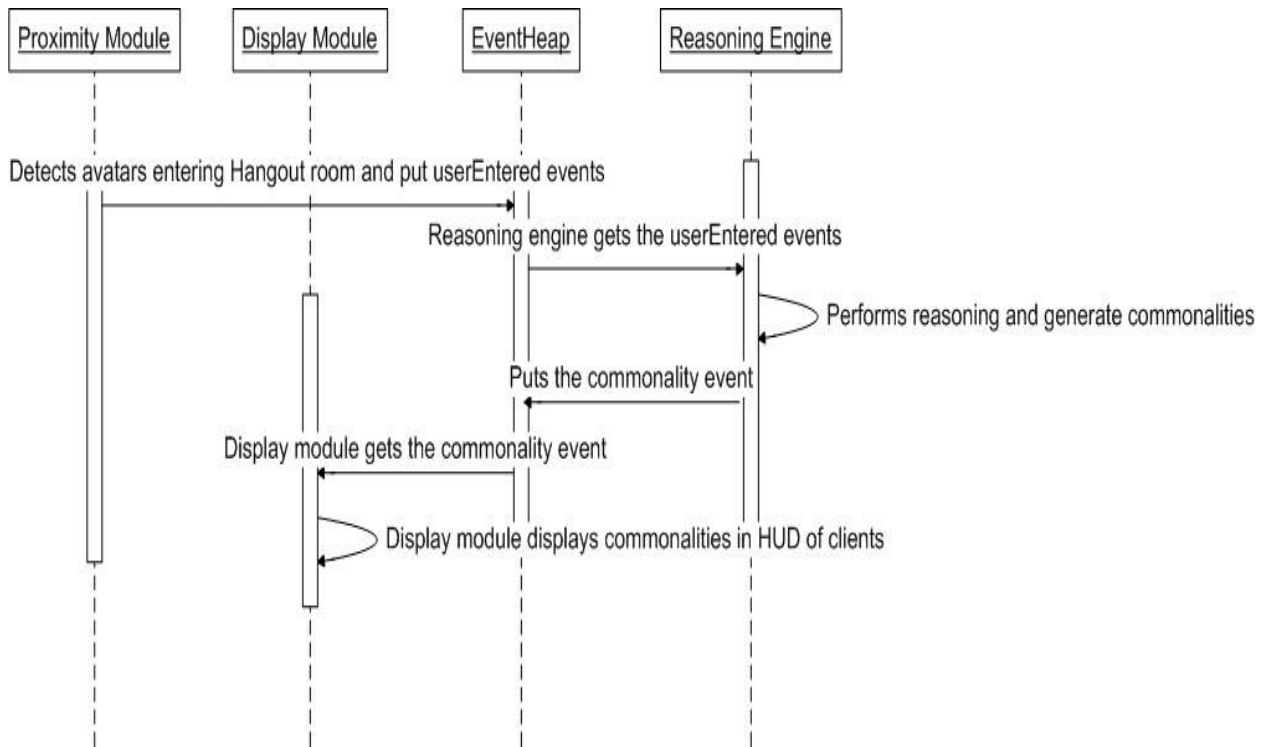 Proximity Module
Display Module
EventHeap
Reasoning Engine
Detects avatars entering Hangout room and put userEntered events
Reasoning engine gets the userEntered events
Performs reasoning and generate commonalities
Puts the commonality event
Display module gets the commonality event
Display module displays commonalities in HUD of clients